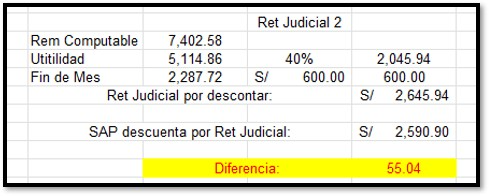 Ret Judicial 2
Rem Computable 7,402.58
Utitilidad 5,114.86 40% 2,045.94
Fin de Mes 2,287.72 S/ 600.00 600.00
Ret Judicial por descontar: S/ 2,645.94
SAP descuenta por Ret Judicial: S/ 2,590.90
Diferencia: 55.04